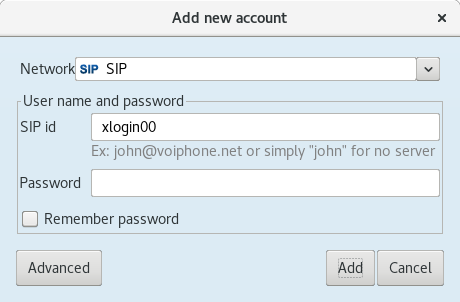 Add new account ×
Network SIP SIP
User name and password
SIP id xlogin00
Ex: john@voiphone.net or simply "john" for no server
Password
Remember password
Advanced Add Cancel